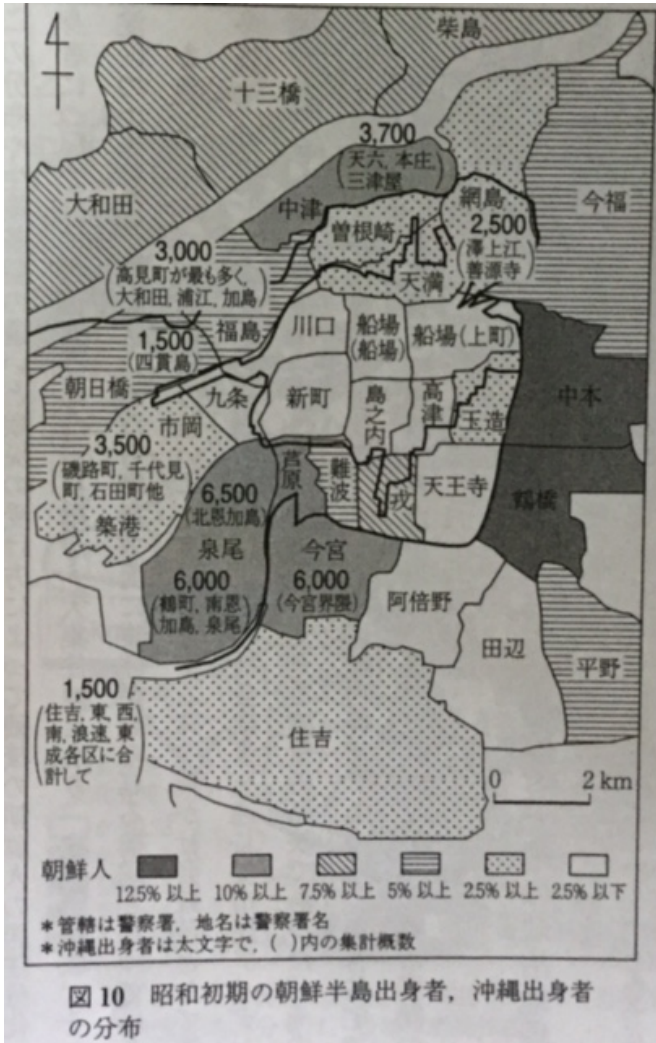 柴島
十三橋
3,700
(天六, 本庄,
三津屋)
大和田
中津
網島
今福
曽根崎
2,500
(澤上江,
善源寺)
3,000
(高見町が最も多く,
大和田, 浦江, 加島)
天満
福島
川口
船場
(船場)
船場(上町)
1,500
(四貫島)
朝日橋
九条
新町
島之内
高津
玉造
中本
市岡
3,500
(磯路町, 千代見
町, 石田町他)
芦原
難波
戎
天王寺
鶴橋
築港
6,500
(北恩加島)
泉尾
今宮
6,000
(鶴町, 南恩
加島, 泉尾)
6,000
(今宮界隈)
阿倍野
田辺
平野
1,500
(住吉, 東, 西,
南, 浪速, 東
成各区に合
計して)
住吉
0 2 km
朝鮮人
12.5%以上 10%以上 7.5%以上 5%以上 2.5%以上 2.5%以下
*管轄は警察署, 地名は警察署名
*沖縄出身者は太文字で, ( )内の集計概数
図10 昭和初期の朝鮮半島出身者, 沖縄出身者
の分布